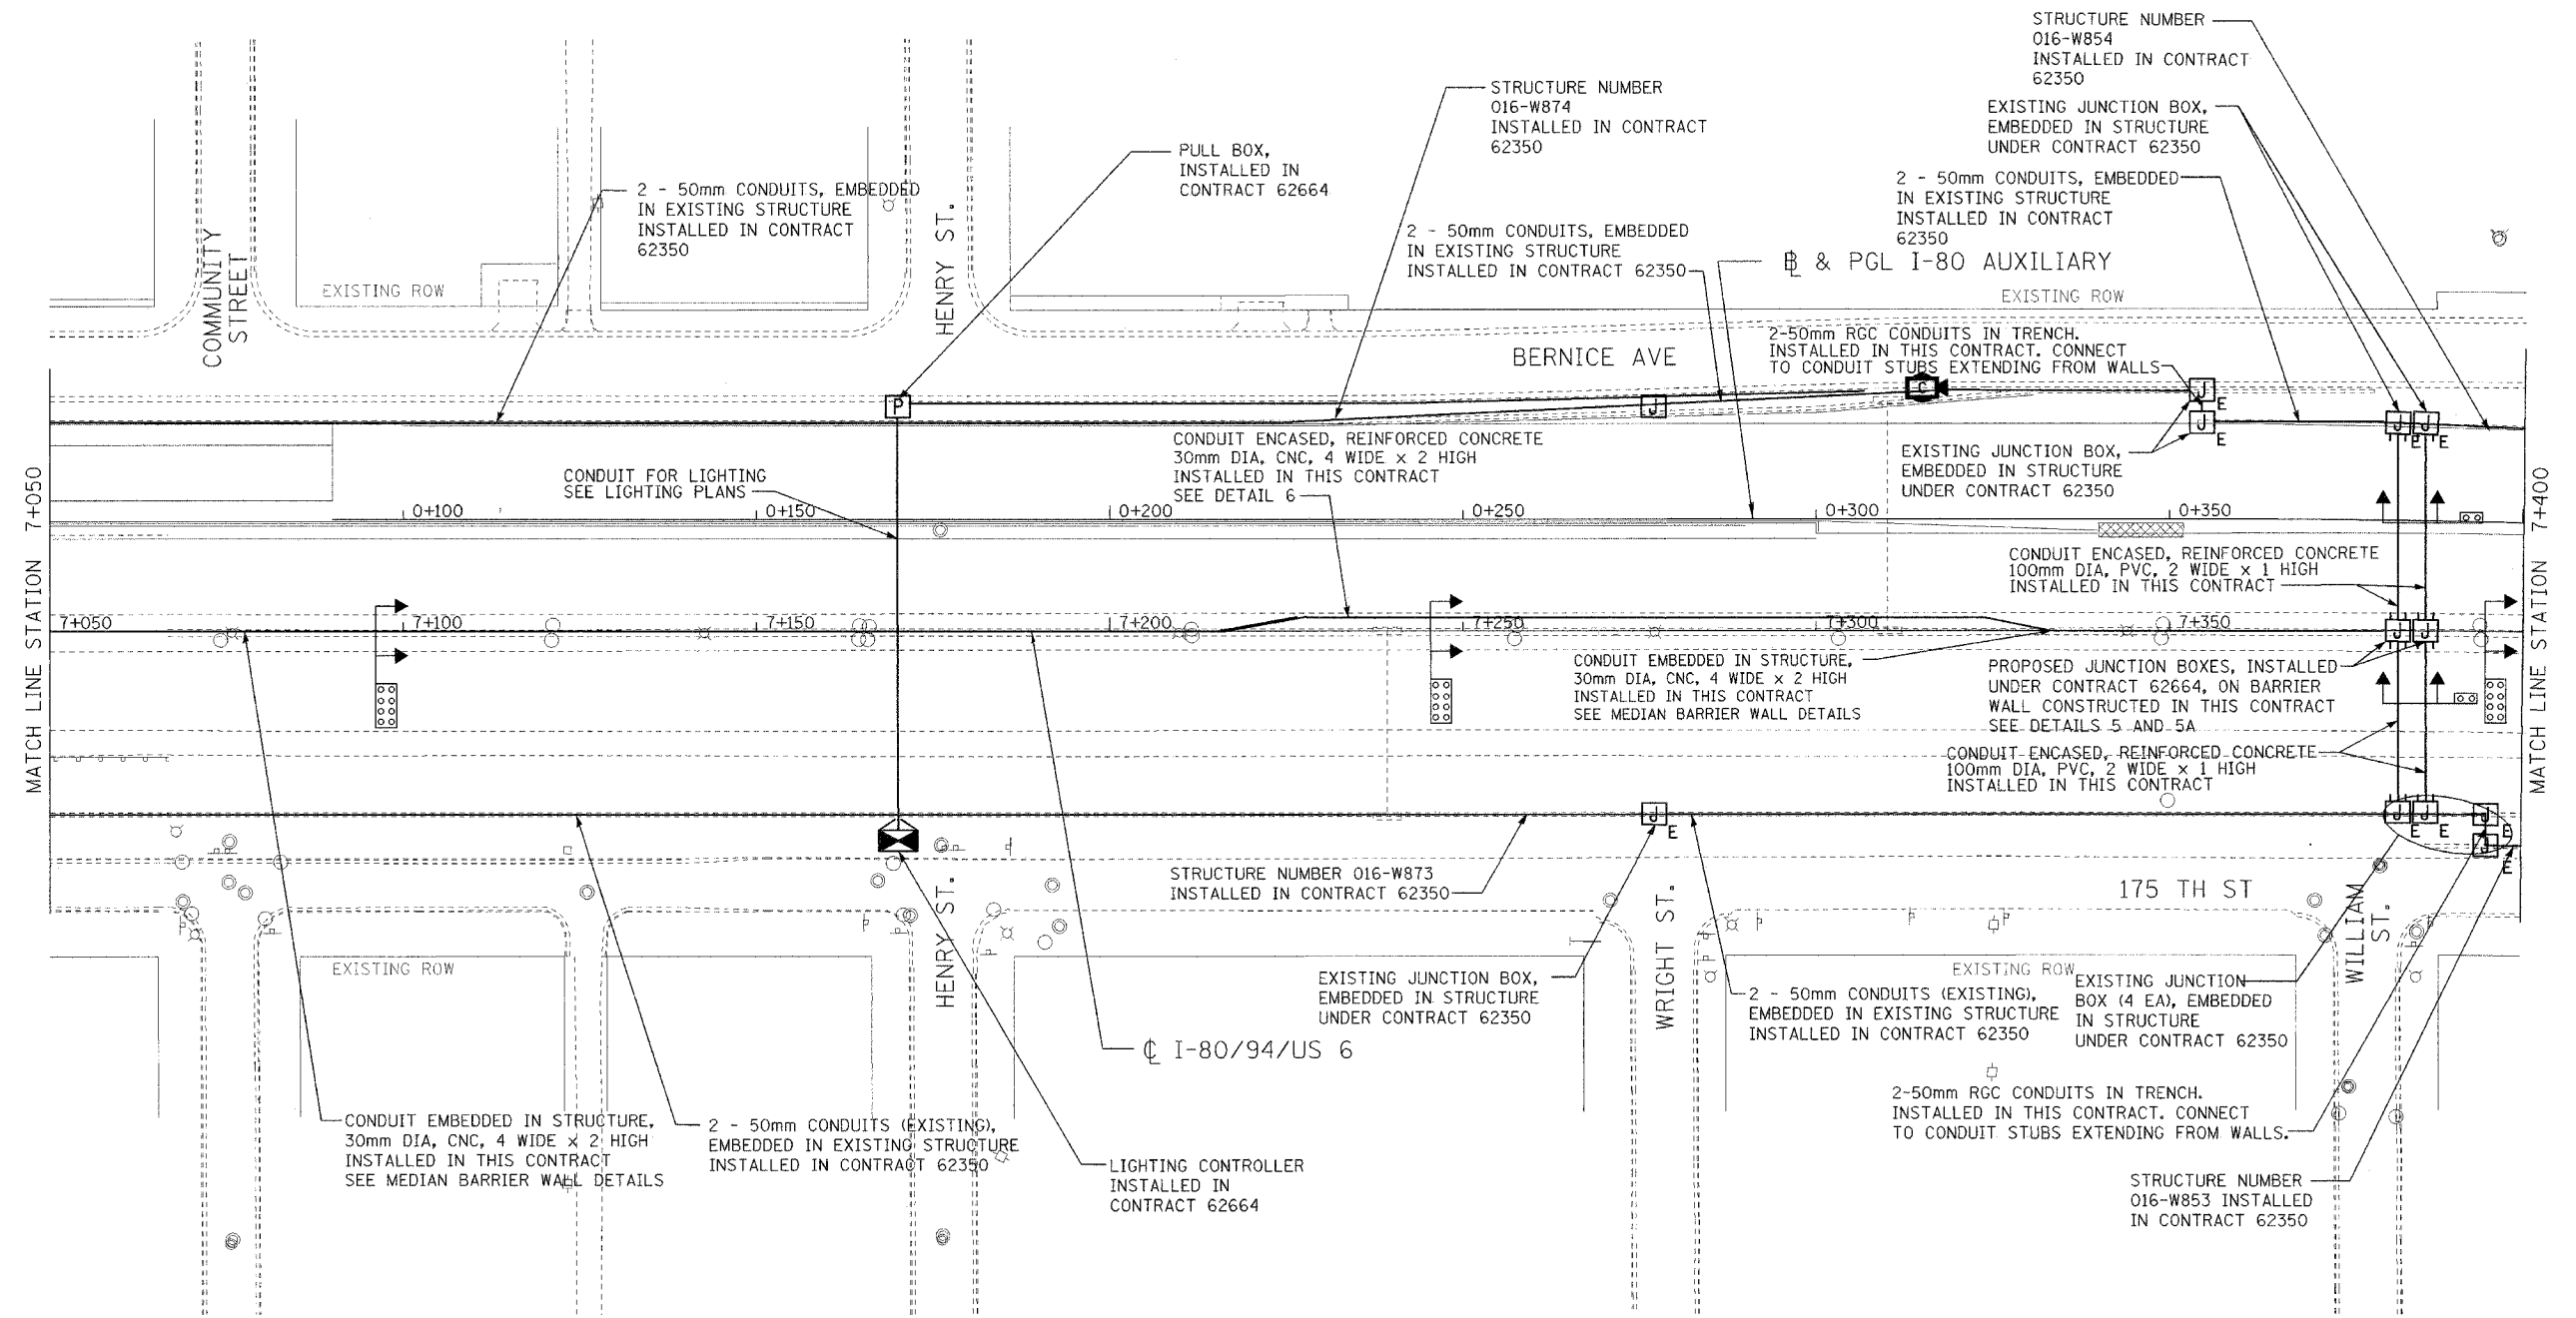 STRUCTURE NUMBER
016-W854
INSTALLED IN CONTRACT
62350
EXISTING JUNCTION BOX,
EMBEDDED IN STRUCTURE
UNDER CONTRACT 62350
STRUCTURE NUMBER
016-W874
INSTALLED IN CONTRACT
62350
PULL BOX,
INSTALLED IN
CONTRACT 62664
2 - 50mm CONDUITS, EMBEDDED
IN EXISTING STRUCTURE
INSTALLED IN CONTRACT
62350
2 - 50mm CONDUITS, EMBEDDED
IN EXISTING STRUCTURE
INSTALLED IN CONTRACT
62350
2 - 50mm CONDUITS, EMBEDDED
IN EXISTING STRUCTURE
INSTALLED IN CONTRACT 62350
COMMUNITY
STREET
HENRY ST.
℄ & PGL I-80 AUXILIARY
EXISTING ROW
EXISTING ROW
BERNICE AVE
2-50mm RGC CONDUITS IN TRENCH.
INSTALLED IN THIS CONTRACT. CONNECT
TO CONDUIT STUBS EXTENDING FROM WALLS
P
J
C
J
E
J
E
J
E
J
E
CONDUIT ENCASED, REINFORCED CONCRETE
30mm DIA, CNC, 4 WIDE x 2 HIGH
INSTALLED IN THIS CONTRACT
SEE DETAIL 6
EXISTING JUNCTION BOX,
EMBEDDED IN STRUCTURE
UNDER CONTRACT 62350
CONDUIT FOR LIGHTING
SEE LIGHTING PLANS
MATCH LINE STATION 7+050
MATCH LINE STATION 7+400
0+100
0+150
0+200
0+250
0+300
0+350
CONDUIT ENCASED, REINFORCED CONCRETE
100mm DIA, PVC, 2 WIDE x 1 HIGH
INSTALLED IN THIS CONTRACT
7+050
7+100
7+150
7+200
7+250
7+300
7+350
J
J
CONDUIT EMBEDDED IN STRUCTURE,
30mm DIA, CNC, 4 WIDE x 2 HIGH
INSTALLED IN THIS CONTRACT
SEE MEDIAN BARRIER WALL DETAILS
PROPOSED JUNCTION BOXES, INSTALLED
UNDER CONTRACT 62664, ON BARRIER
WALL CONSTRUCTED IN THIS CONTRACT
SEE DETAILS 5 AND 5A
CONDUIT ENCASED, REINFORCED CONCRETE
100mm DIA, PVC, 2 WIDE x 1 HIGH
INSTALLED IN THIS CONTRACT
J
E
J
E
J
E
J
E
J
E
STRUCTURE NUMBER 016-W873
INSTALLED IN CONTRACT 62350
175 TH ST
HENRY ST.
WRIGHT ST.
WILLIAM
ST.
EXISTING ROW
EXISTING ROW
EXISTING JUNCTION BOX,
EMBEDDED IN STRUCTURE
UNDER CONTRACT 62350
2 - 50mm CONDUITS (EXISTING),
EMBEDDED IN EXISTING STRUCTURE
INSTALLED IN CONTRACT 62350
EXISTING JUNCTION
BOX (4 EA), EMBEDDED
IN STRUCTURE
UNDER CONTRACT 62350
℄ I-80/94/US 6
CONDUIT EMBEDDED IN STRUCTURE,
30mm DIA, CNC, 4 WIDE x 2 HIGH
INSTALLED IN THIS CONTRACT
SEE MEDIAN BARRIER WALL DETAILS
2 - 50mm CONDUITS (EXISTING),
EMBEDDED IN EXISTING STRUCTURE
INSTALLED IN CONTRACT 62350
LIGHTING CONTROLLER
INSTALLED IN
CONTRACT 62664
2-50mm RGC CONDUITS IN TRENCH.
INSTALLED IN THIS CONTRACT. CONNECT
TO CONDUIT STUBS EXTENDING FROM WALLS.
STRUCTURE NUMBER
016-W853 INSTALLED
IN CONTRACT 62350